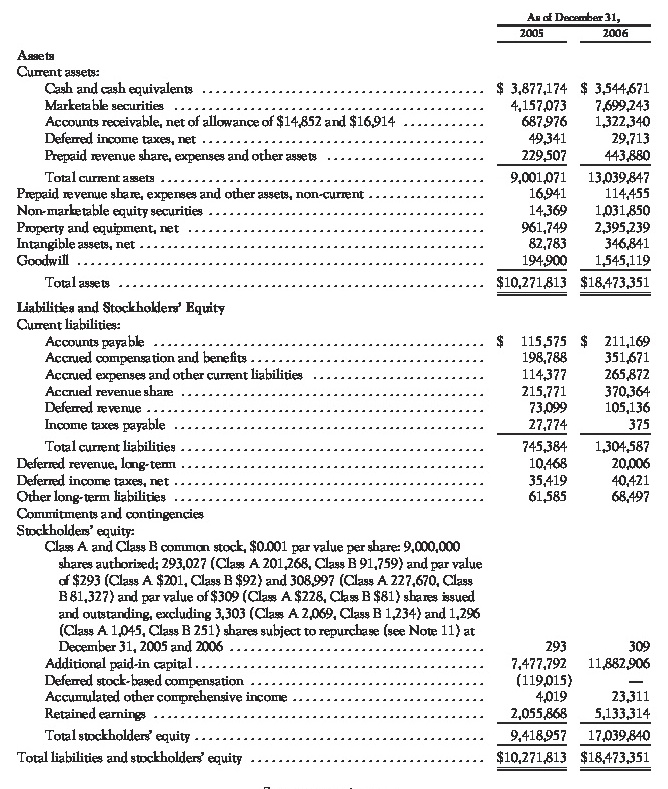 As of December 31,
2005 2006
Assets
Current assets:
Cash and cash equivalents $ 3,877,174 $ 3,544,671
Marketable securities 4,157,073 7,699,243
Accounts receivable, net of allowance of $14,852 and $16,914 687,976 1,322,340
Deferred income taxes, net 49,341 29,713
Prepaid revenue share, expenses and other assets 229,507 443,880
Total current assets 9,001,071 13,039,847
Prepaid revenue share, expenses and other assets, non-current 16,941 114,455
Non-marketable equity securities 14,369 1,031,850
Property and equipment, net 961,749 2,395,239
Intangible assets, net 82,783 346,841
Goodwill 194,900 1,545,119
Total assets $10,271,813 $18,473,351
Liabilities and Stockholders' Equity
Current liabilities:
Accounts payable $ 115,575 $ 211,169
Accrued compensation and benefits 198,788 351,671
Accrued expenses and other current liabilities 114,377 265,872
Accrued revenue share 215,771 370,364
Deferred revenue 73,099 105,136
Income taxes payable 27,774 375
Total current liabilities 745,384 1,304,587
Deferred revenue, long-term 10,468 20,006
Deferred income taxes, net 35,419 40,421
Other long-term liabilities 61,585 68,497
Commitments and contingencies
Stockholders' equity:
Class A and Class B common stock, $0.001 par value per share: 9,000,000
shares authorized; 293,027 (Class A 201,268, Class B 91,759) and par value
of $293 (Class A $201, Class B $92) and 308,997 (Class A 227,670, Class
B 81,327) and par value of $309 (Class A $228, Class B $81) shares issued
and outstanding, excluding 3,303 (Class A 2,069, Class B 1,234) and 1,296
(Class A 1,045, Class B 251) shares subject to repurchase (see Note 11) at
December 31, 2005 and 2006 293 309
Additional paid-in capital 7,477,792 11,882,906
Deferred stock-based compensation (119,015) —
Accumulated other comprehensive income 4,019 23,311
Retained earnings 2,055,868 5,133,314
Total stockholders' equity 9,418,957 17,039,840
Total liabilities and stockholders' equity $10,271,813 $18,473,351